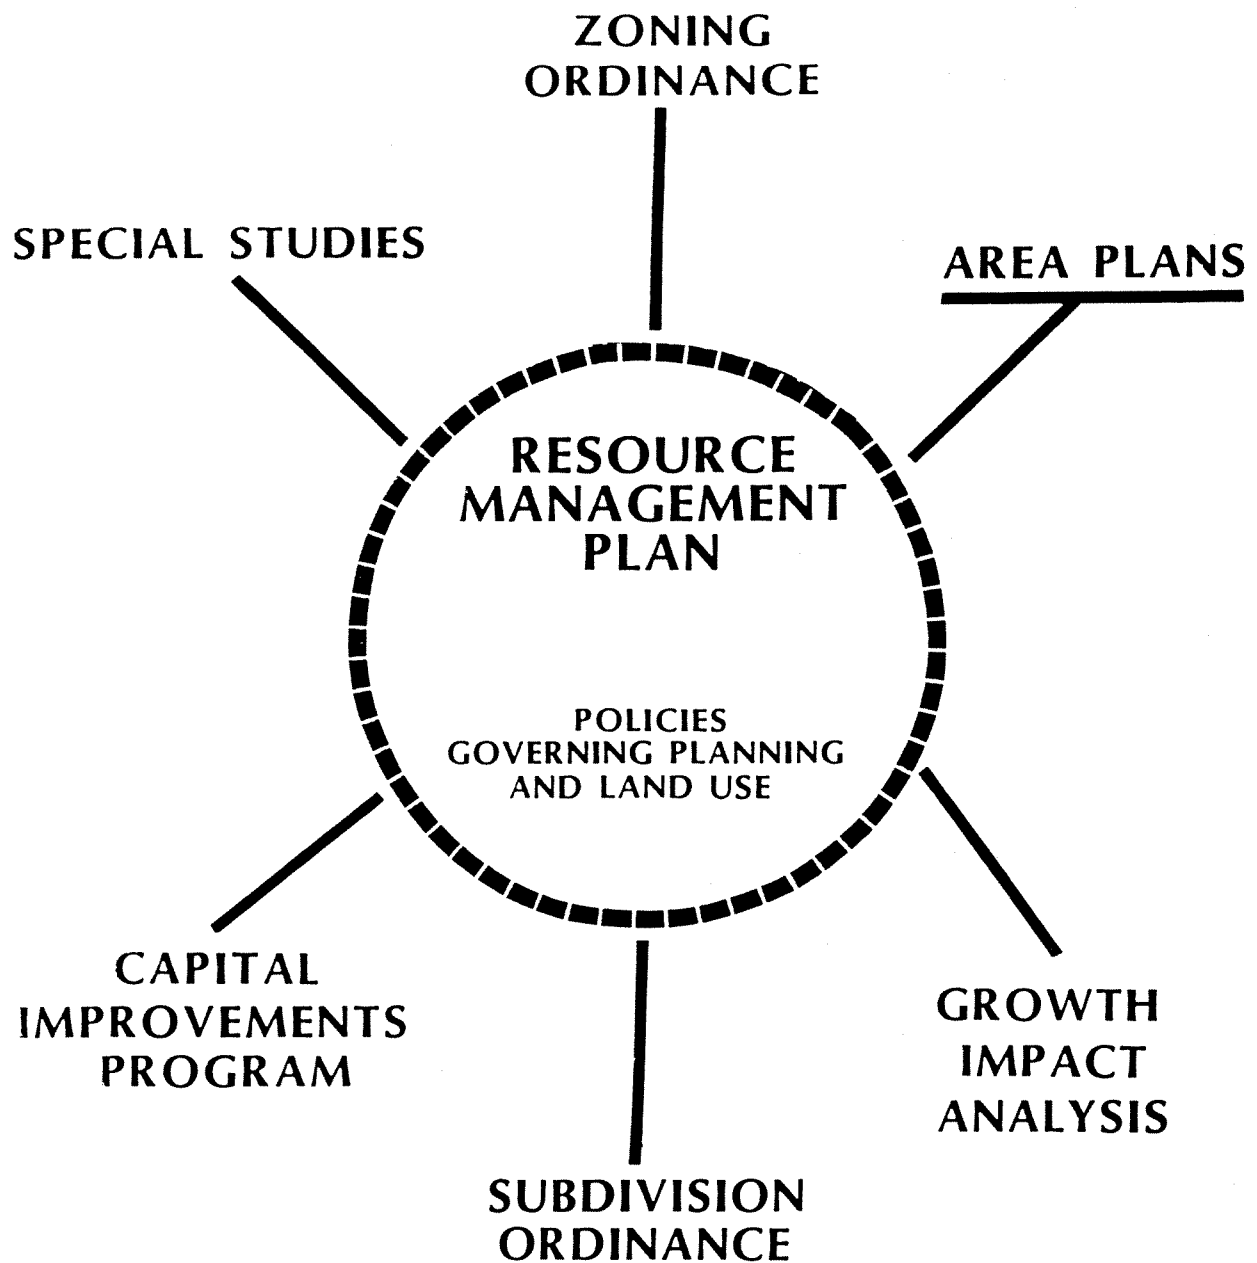 ZONING
ORDINANCE
SPECIAL STUDIES
AREA PLANS
RESOURCE
MANAGEMENT
PLAN
POLICIES
GOVERNING PLANNING
AND LAND USE
CAPITAL
IMPROVEMENTS
PROGRAM
GROWTH
IMPACT
ANALYSIS
SUBDIVISION
ORDINANCE